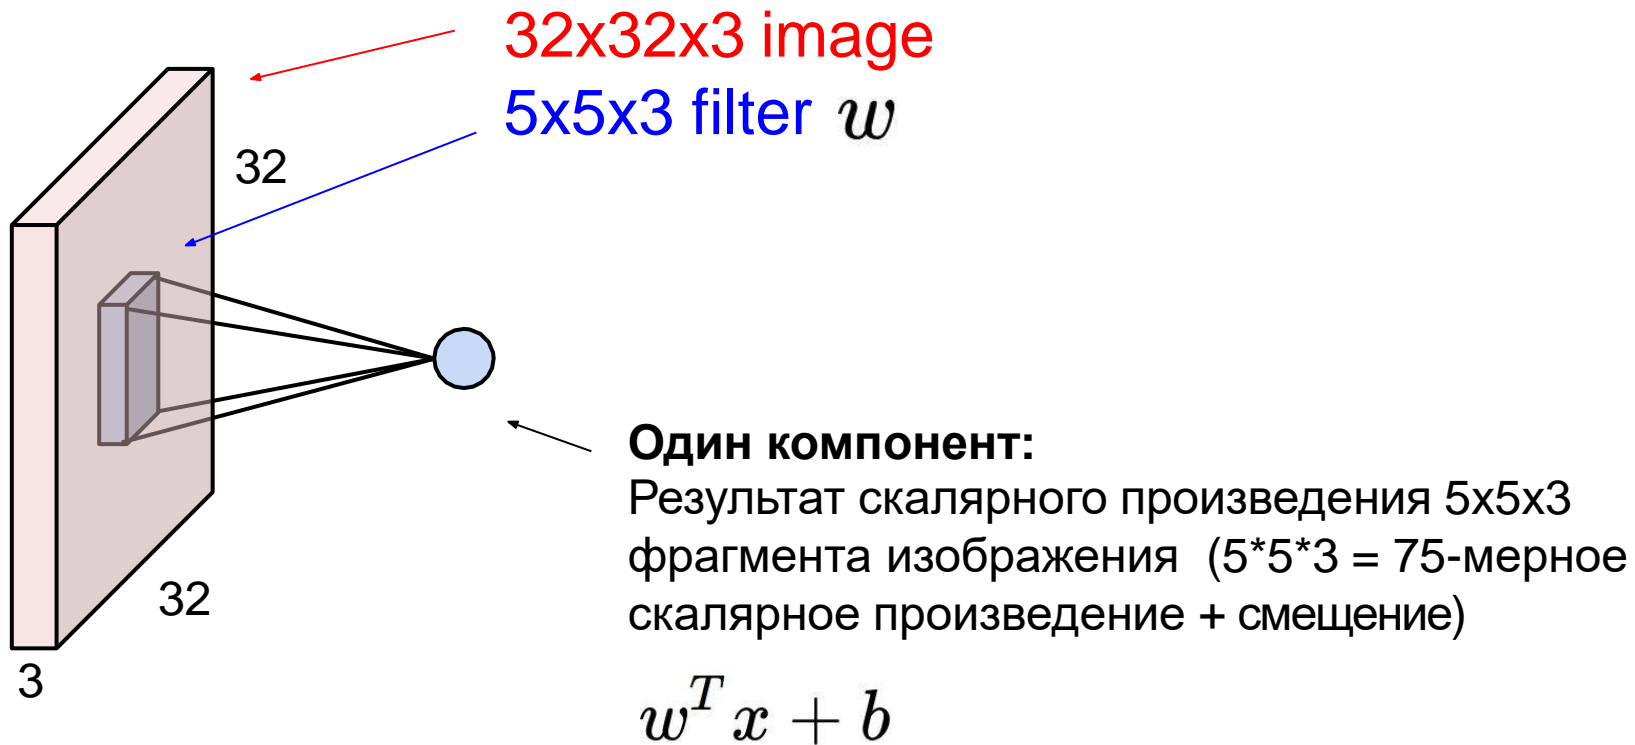 32x32x3 image
5x5x3 filter w
32
32
3
Один компонент:
Результат скалярного произведения 5x5x3
фрагмента изображения (5*5*3 = 75-мерное
скалярное произведение + смещение)
w^T x + b